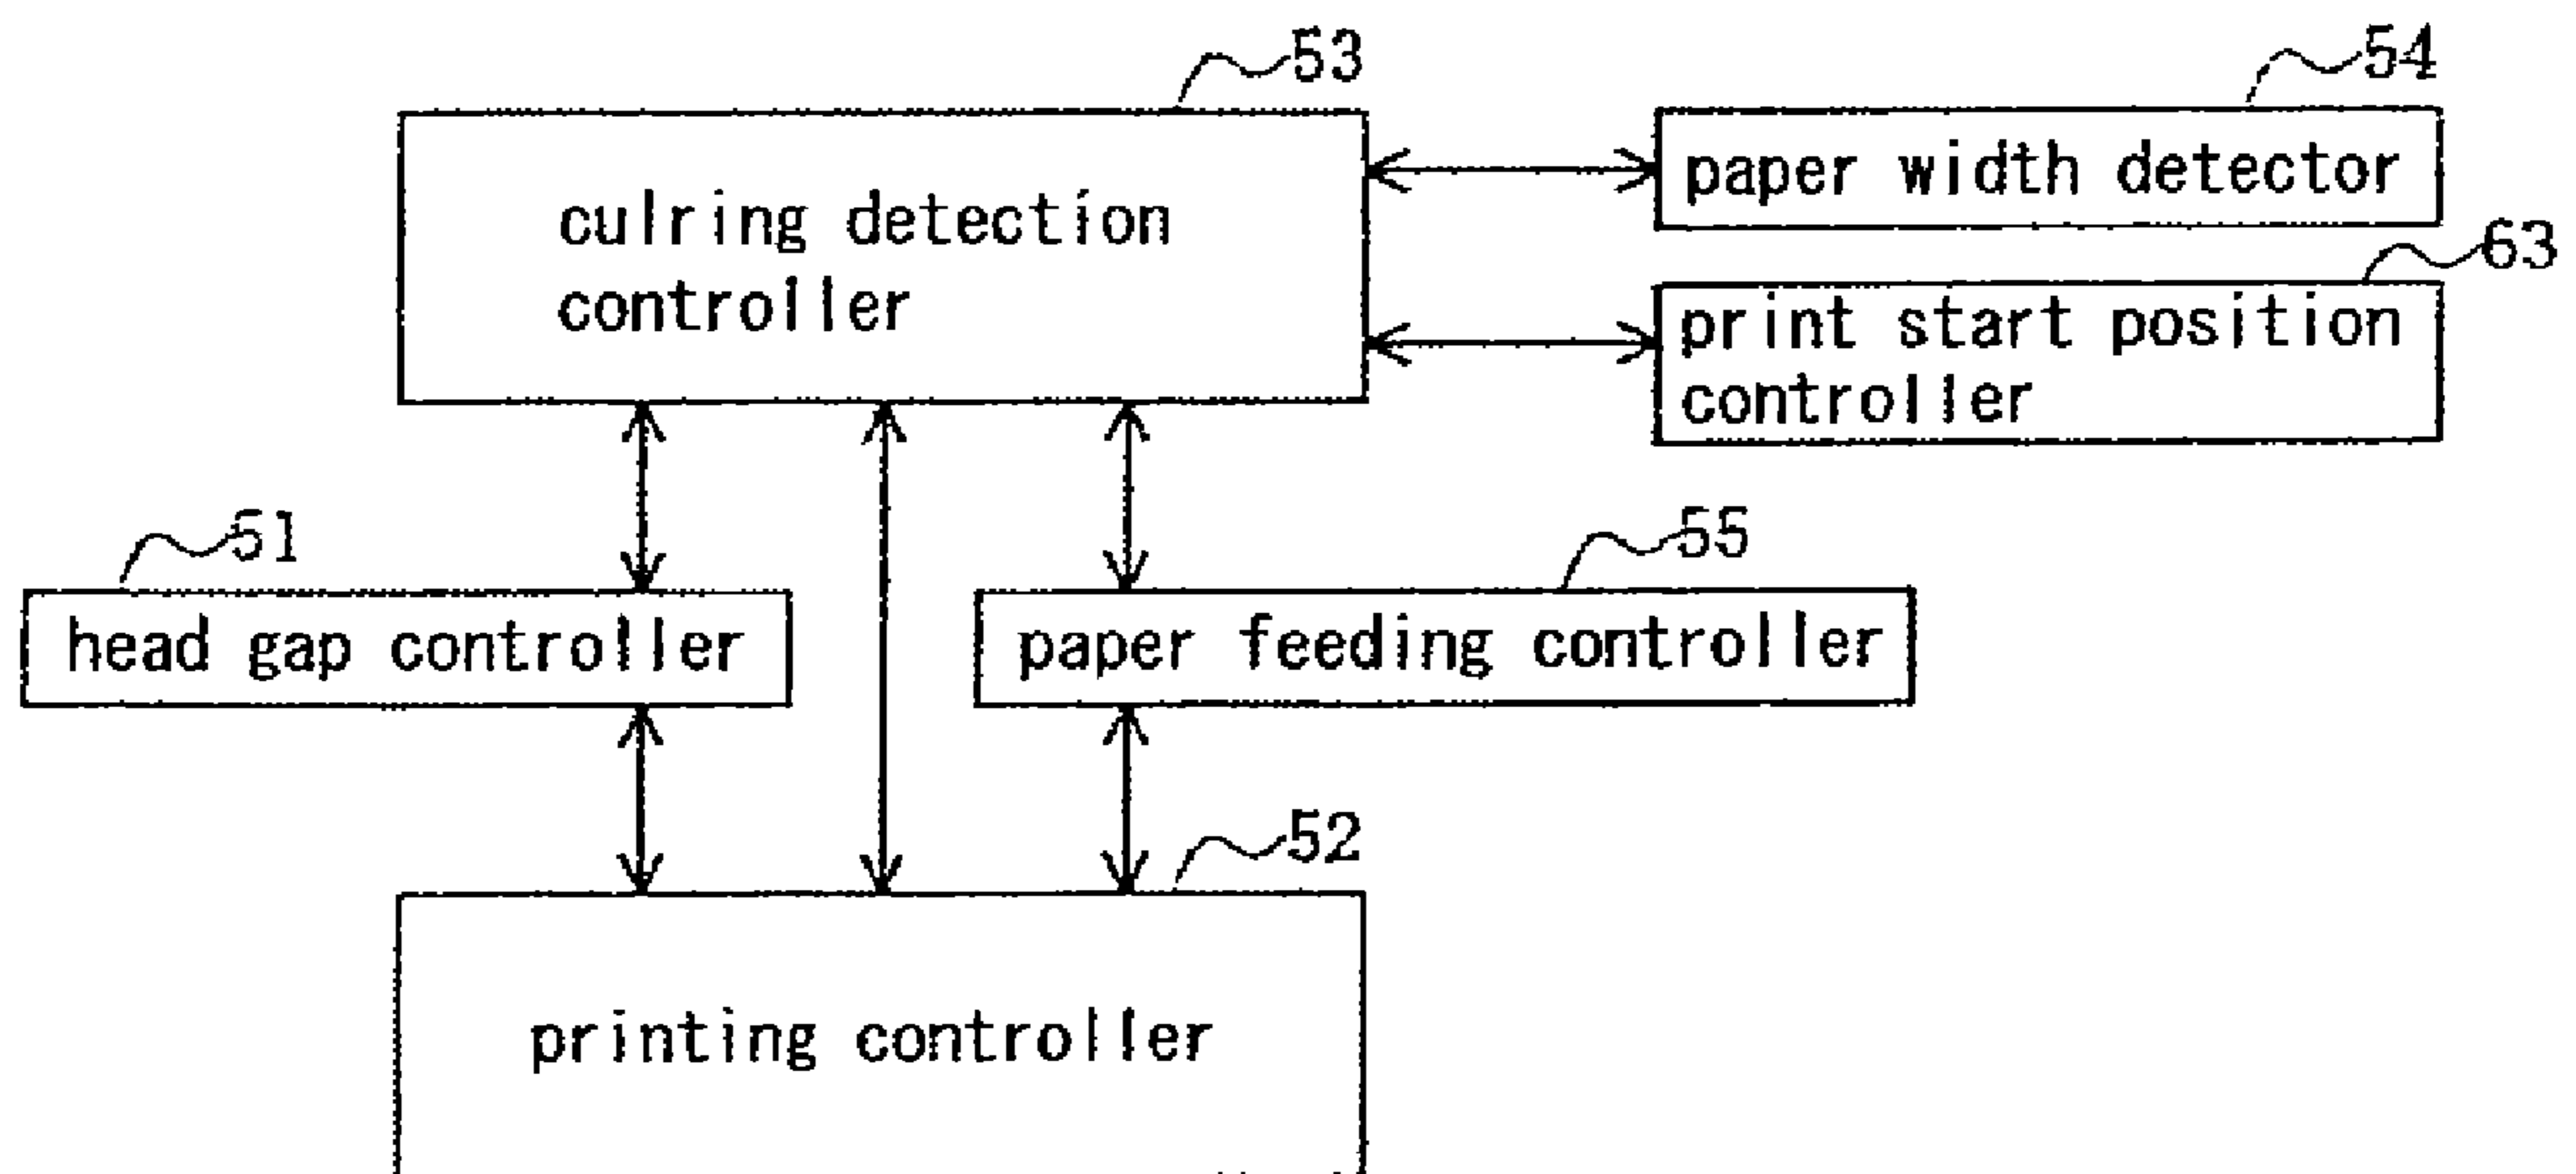 53
54
culring detection
controller
paper width detector
63
print start position
controller
51
55
head gap controller
paper feeding controller
52
printing controller